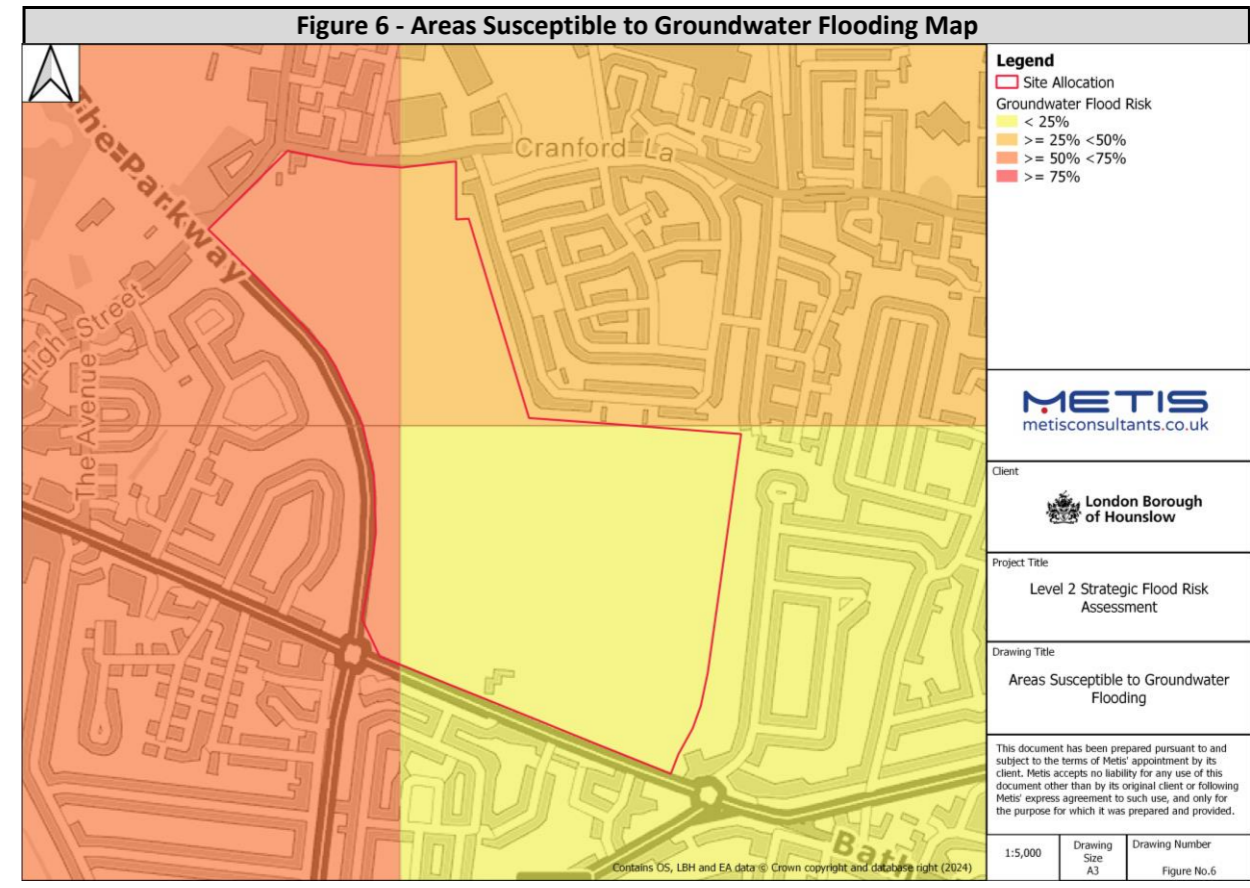 Figure 6 - Areas Susceptible to Groundwater Flooding Map
The Parkway
High Street
The Avenue
Cranford La
Bath
Contains OS, LBH and EA data © Crown copyright and database right (2024)
Legend
Site Allocation
Groundwater Flood Risk
< 25%
>= 25% <50%
>= 50% <75%
>= 75%
METIS
metisconsultants.co.uk
Client
London Borough
of Hounslow
Project Title
Level 2 Strategic Flood Risk
Assessment
Drawing Title
Areas Susceptible to Groundwater
Flooding
This document has been prepared pursuant to and
subject to the terms of Metis' appointment by its
client. Metis accepts no liability for any use of this
document other than by its original client or following
Metis' express agreement to such use, and only for
the purpose for which it was prepared and provided.
1:5,000
Drawing
Size
A3
Drawing Number
Figure No.6